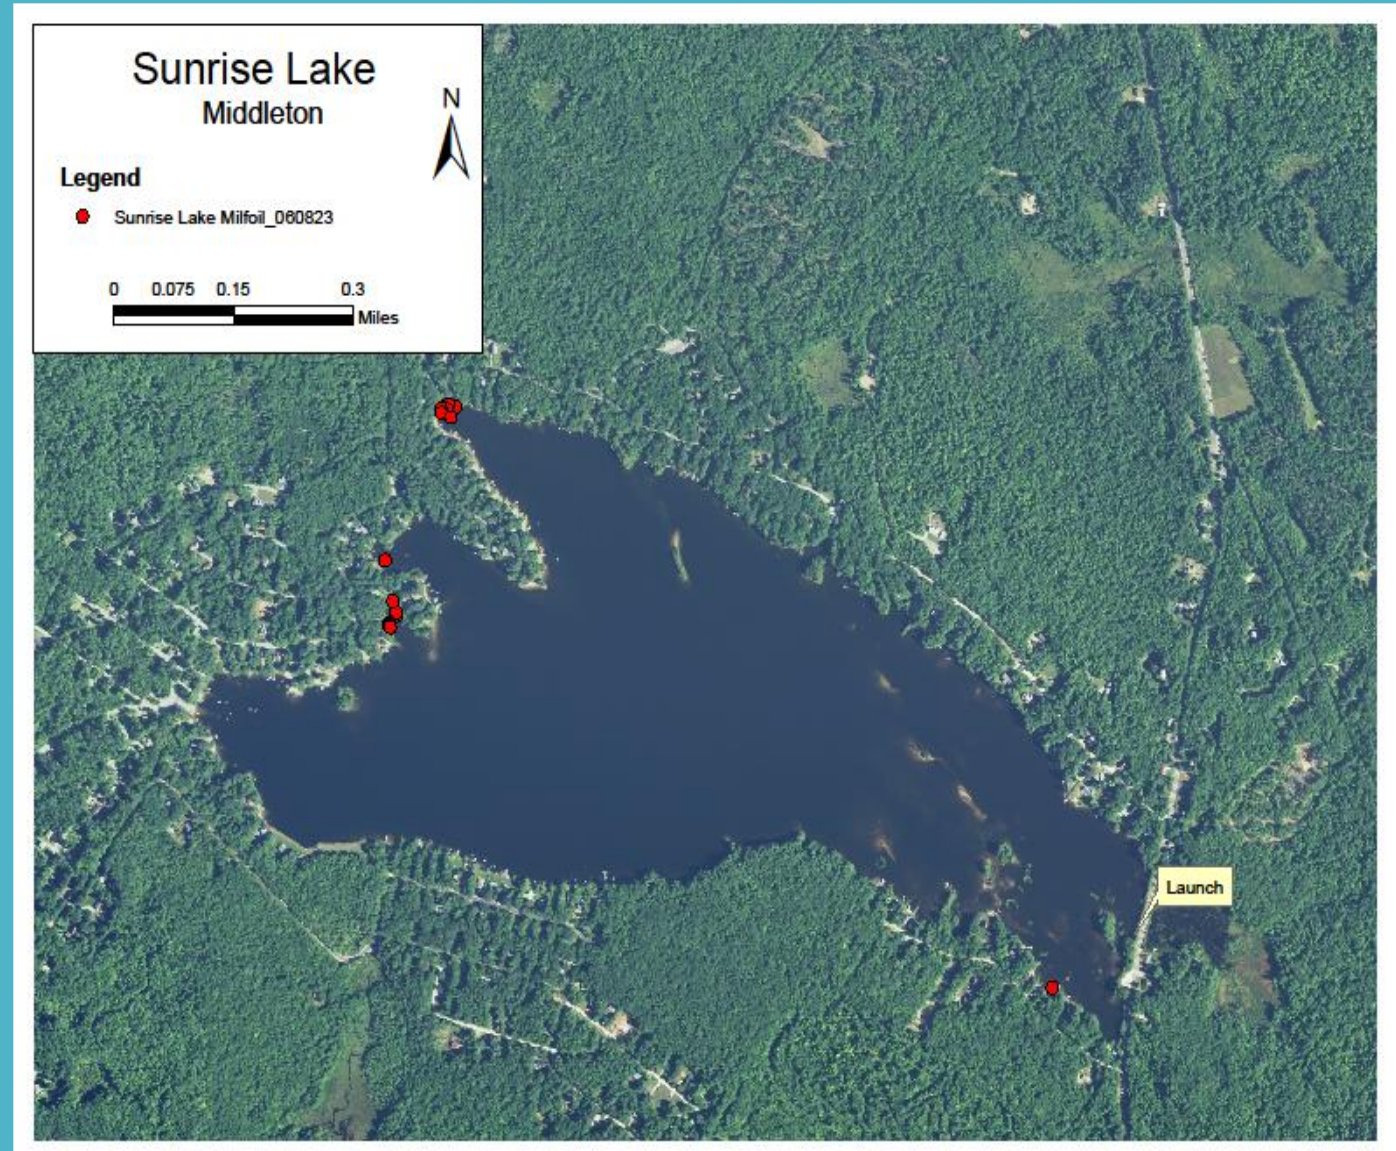 Sunrise Lake
Middleton
N
Legend
Sunrise Lake Milfoil_060823
0 0.075 0.15 0.3
Miles
Launch